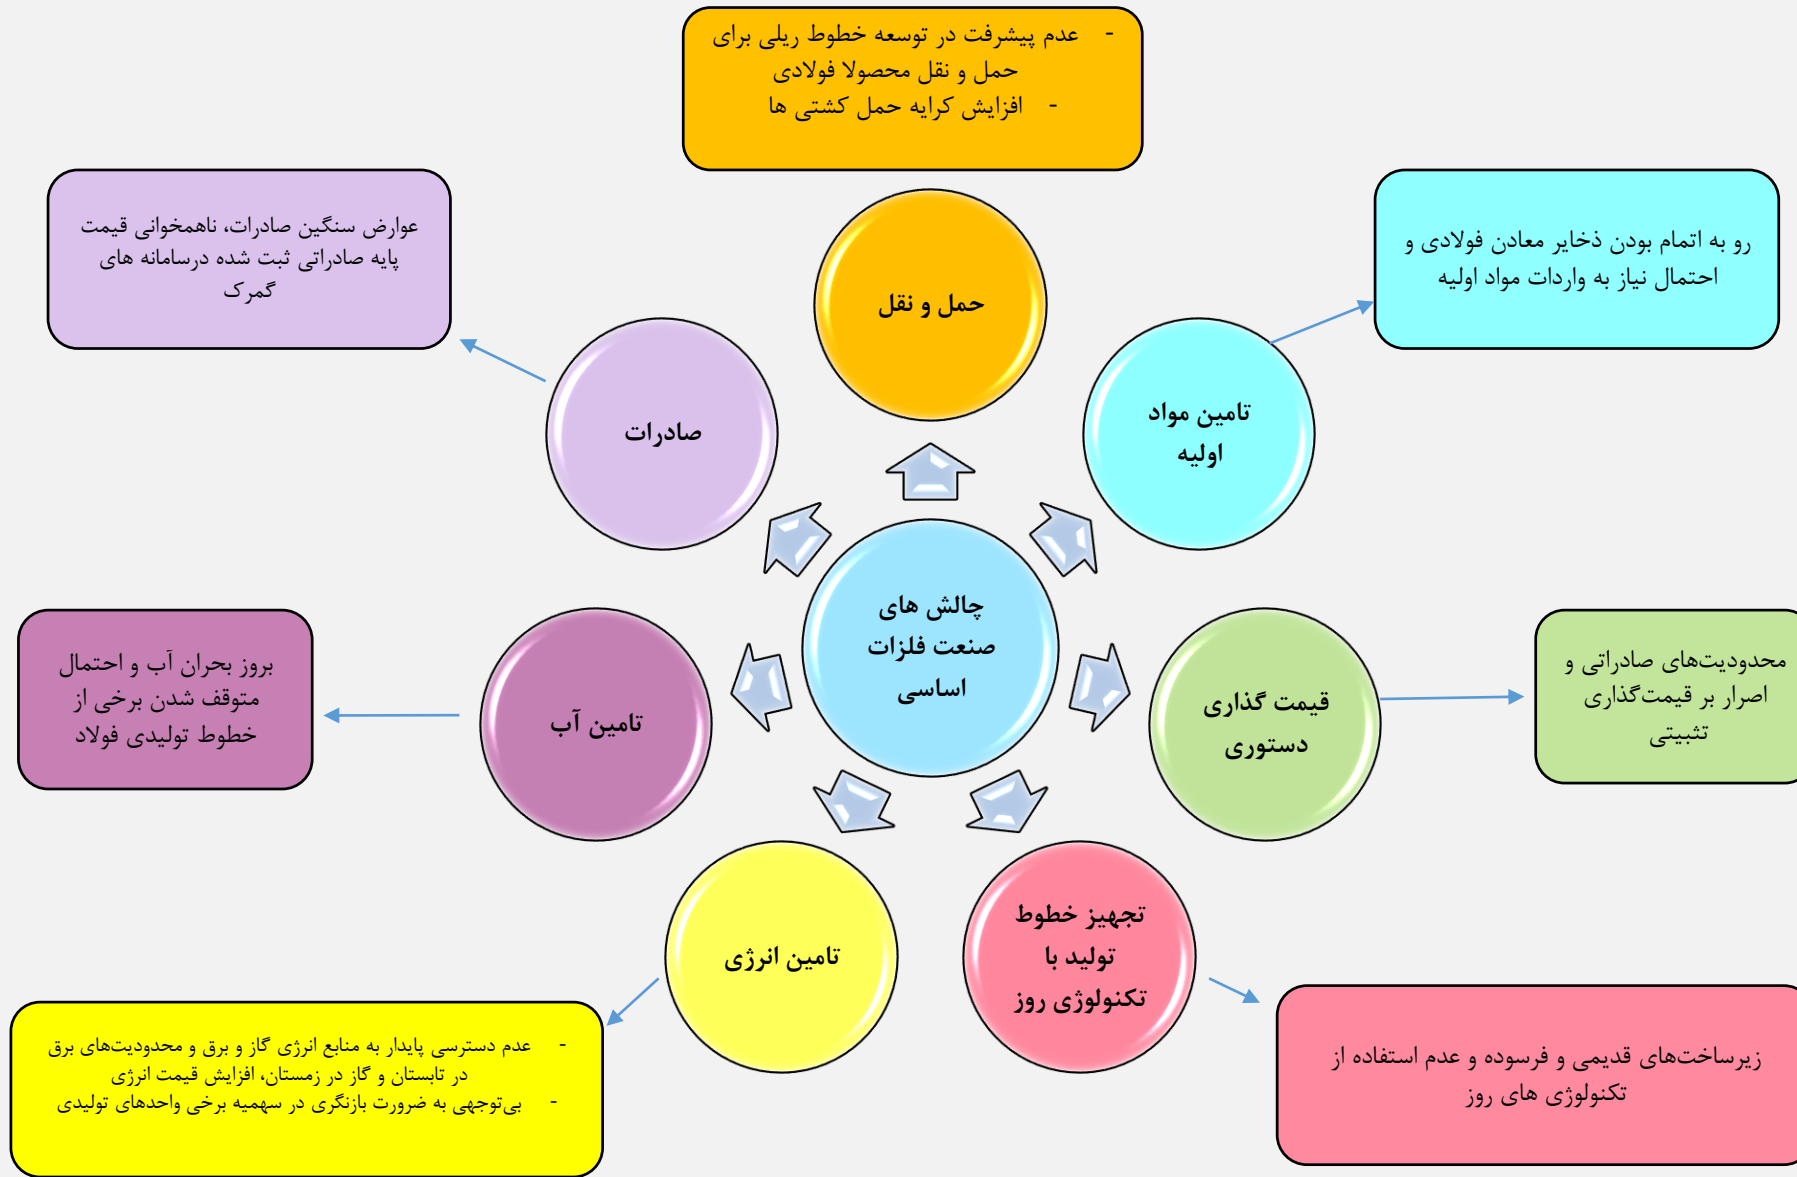 - عدم پیشرفت در توسعه خطوط ریلی برای
حمل و نقل محصولا فولادی
- افزایش کرایه حمل کشتی ها
حمل و نقل
رو به اتمام بودن ذخایر معادن فولادی و
احتمال نیاز به واردات مواد اولیه
تامین مواد
اولیه
عوارض سنگین صادرات، ناهمخوانی قیمت
پایه صادراتی ثبت شده درسامانه های
گمرک
صادرات
چالش های
صنعت فلزات
اساسی
محدودیت‌های صادراتی و
اصرار بر قیمت‌گذاری
تثبیتی
قیمت گذاری
دستوری
تامین آب
بروز بحران آب و احتمال
متوقف شدن برخی از
خطوط تولیدی فولاد
تجهیز خطوط
تولید با
تکنولوژی روز
زیرساخت‌های قدیمی و فرسوده و عدم استفاده از
تکنولوژی های روز
تامین انرژی
- عدم دسترسی پایدار به منابع انرژی گاز و برق و محدودیت‌های برق
در تابستان و گاز در زمستان، افزایش قیمت انرژی
- بی‌توجهی به ضرورت بازنگری در سهمیه برخی واحدهای تولیدی